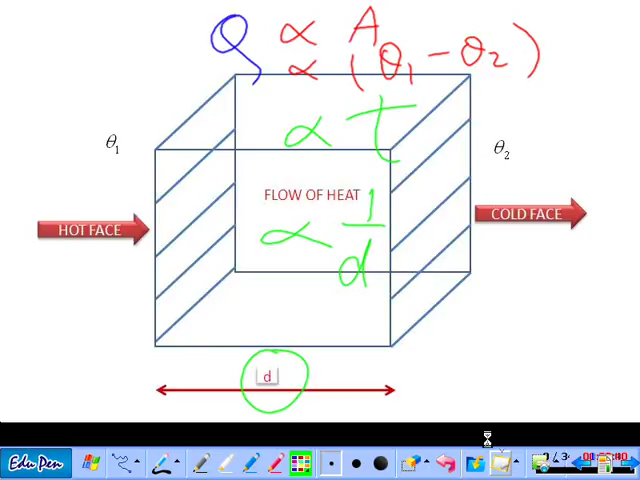 Q ∝ A
∝ (θ₁ − θ₂)
∝ t
θ₁
θ₂
FLOW OF HEAT
∝ 1/d
HOT FACE
COLD FACE
d
Edu Pen